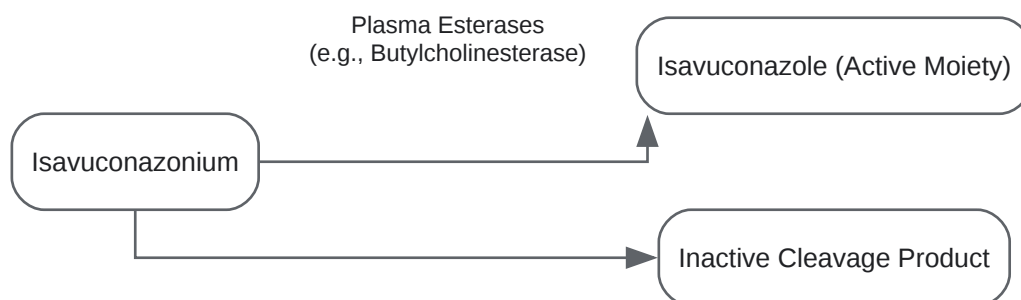 Plasma Esterases
(e.g., Butylcholinesterase)
Isavuconazole (Active Moiety)
Isavuconazonium
Inactive Cleavage Product